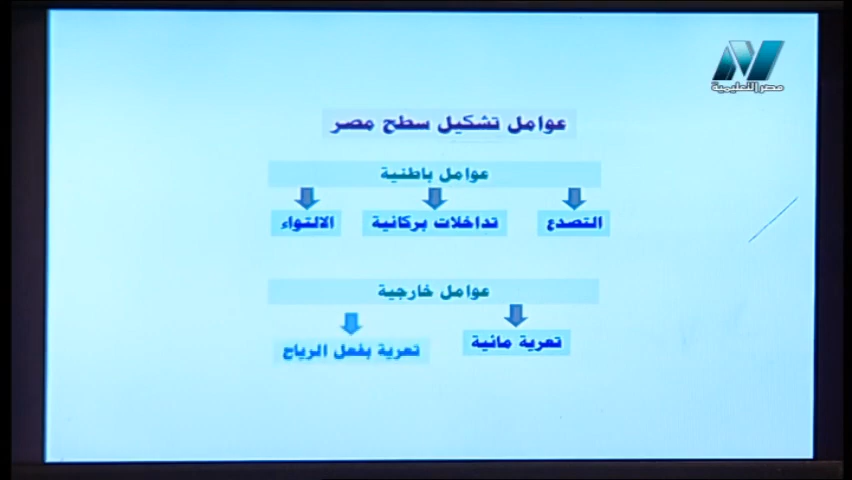 مصر التعليمية
عوامل تشكيل سطح مصر
عوامل باطنية
التصدع
تداخلات بركانية
الالتواء
عوامل خارجية
تعرية مائية
تعرية بفعل الرياح